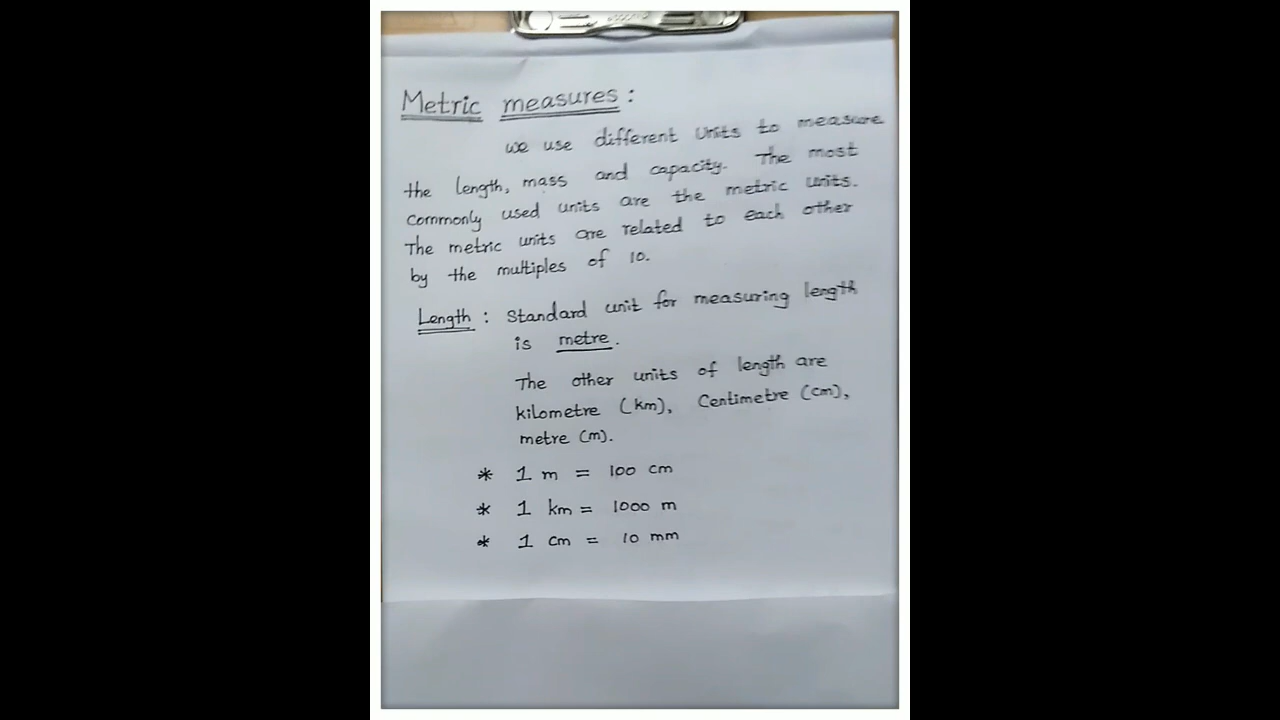 Metric measures:
we use different units to measure
the length, mass and capacity. The most
commonly used units are the metric units.
The metric units are related to each other
by the multiples of 10.
Length : Standard unit for measuring length
is metre.
The other units of length are
kilometre (km), Centimetre (cm),
metre (m).
* 1 m = 100 cm
* 1 km = 1000 m
* 1 cm = 10 mm